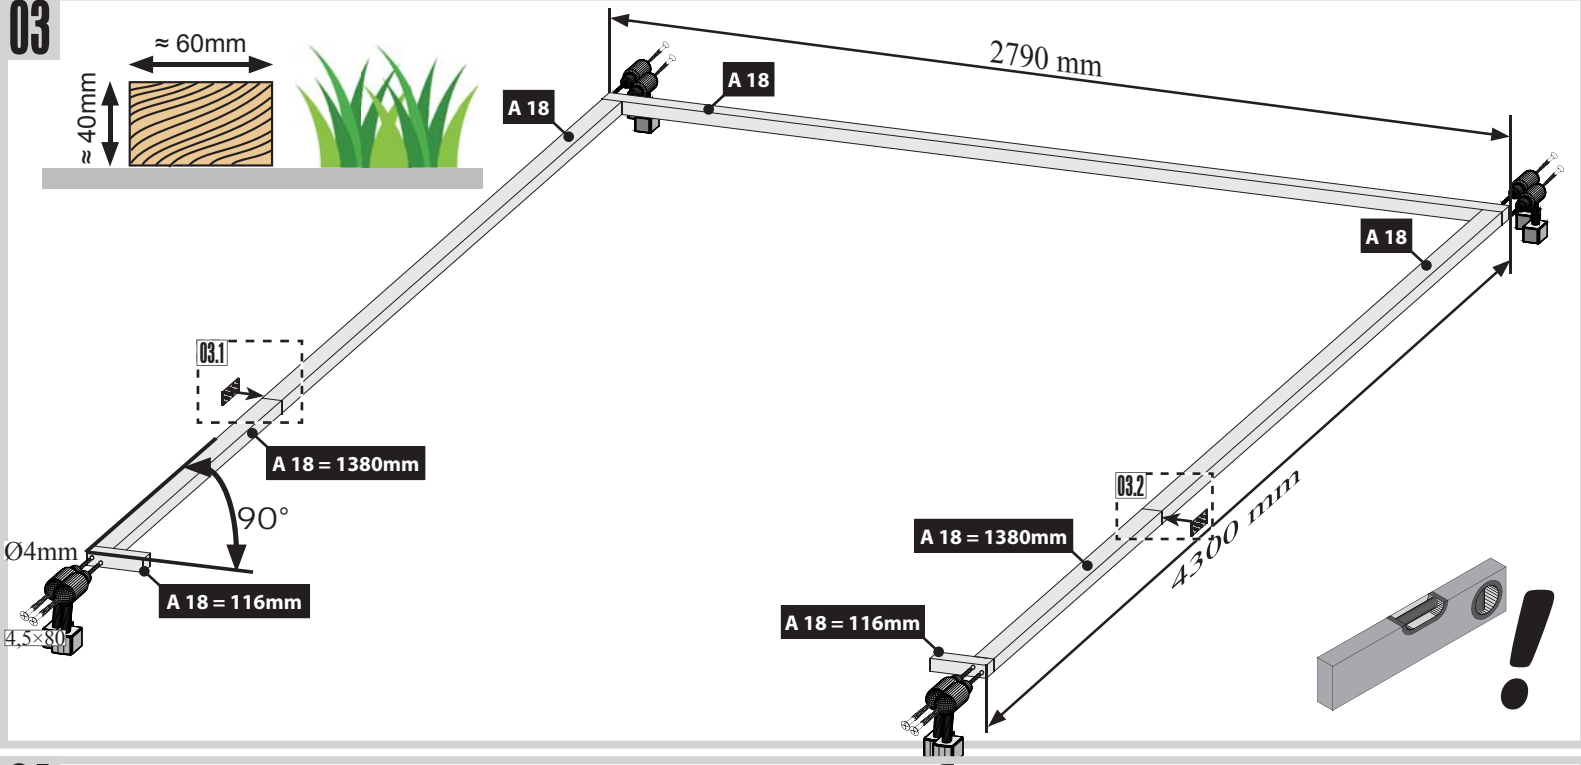 03
≈ 60mm
≈ 40mm
2790 mm
A 18
A 18
A 18
03.1
A 18 = 1380mm
90°
Ø4mm
A 18 = 116mm
4,5×80
03.2
A 18 = 1380mm
4300 mm
A 18 = 116mm